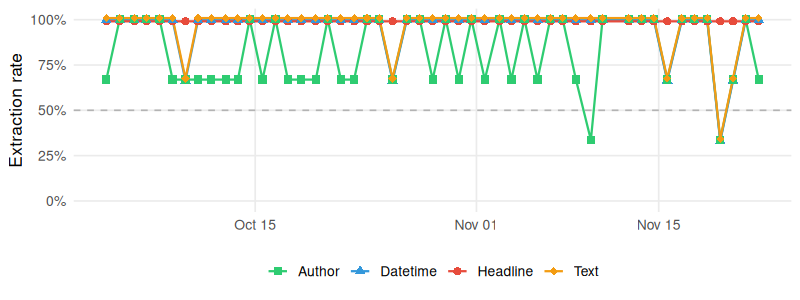 Extraction rate
100%
75%
50%
25%
0%
Oct 15 Nov 01 Nov 15
Author Datetime Headline Text